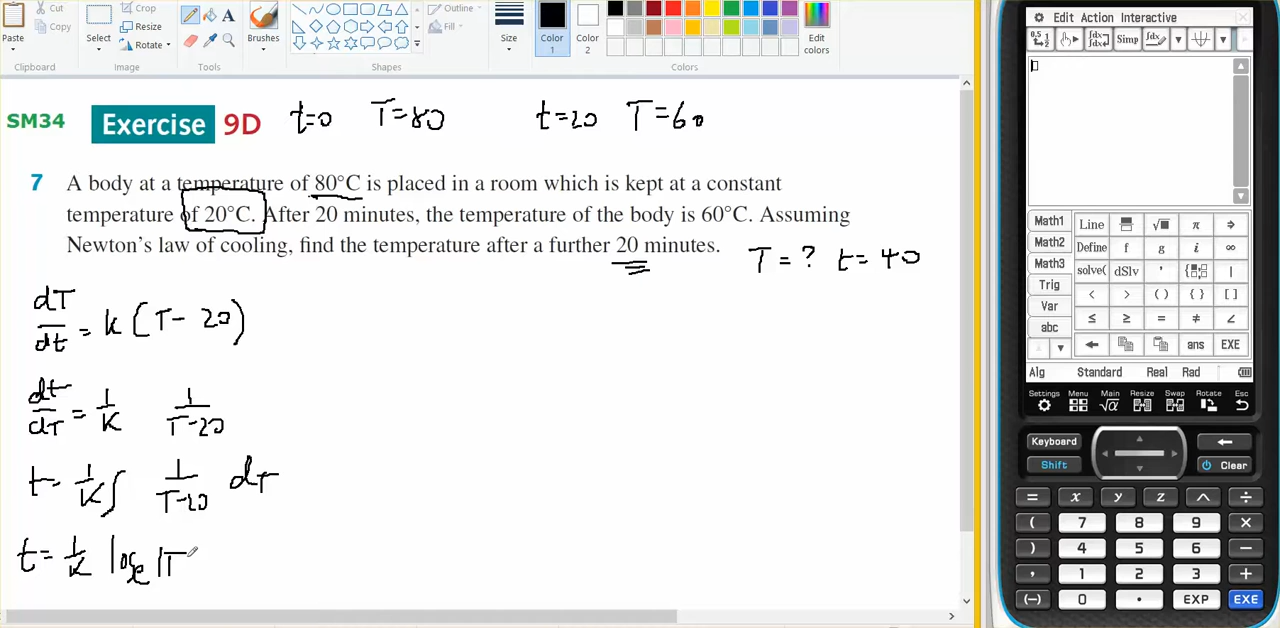 Cut
Copy
Paste
Clipboard
Select
Crop
Resize
Rotate
Image
A
Tools
Brushes
Outline
Fill
Shapes
Size
Color 1
Color 2
Edit colors
Colors
SM34 Exercise 9D t=0 T=80 t=20 T=60
7 A body at a temperature of 80°C is placed in a room which is kept at a constant
temperature of 20°C. After 20 minutes, the temperature of the body is 60°C. Assuming
Newton's law of cooling, find the temperature after a further 20 minutes.
T = ? t = 40
dT/dt = k (T - 20)
dt/dT = 1/k 1/(T-20)
t = 1/k ∫ 1/(T-20) dT
t = 1/k loge |T
Edit Action Interactive
Simp
Math1 Line √ π ⇒
Math2 Define f g i ∞
Math3 solve( dSlv ' {  |
Trig < > ( ) { } [ ]
Var ≤ ≥ = ≠ ∠
abc ← ans EXE
Alg Standard Real Rad
Settings Menu Main Resize Swap Rotate Esc
Keyboard ←
Shift Clear
= x y z ^ ÷
( 7 8 9 ×
) 4 5 6 −
, 1 2 3 +
(−) 0 . EXP EXE